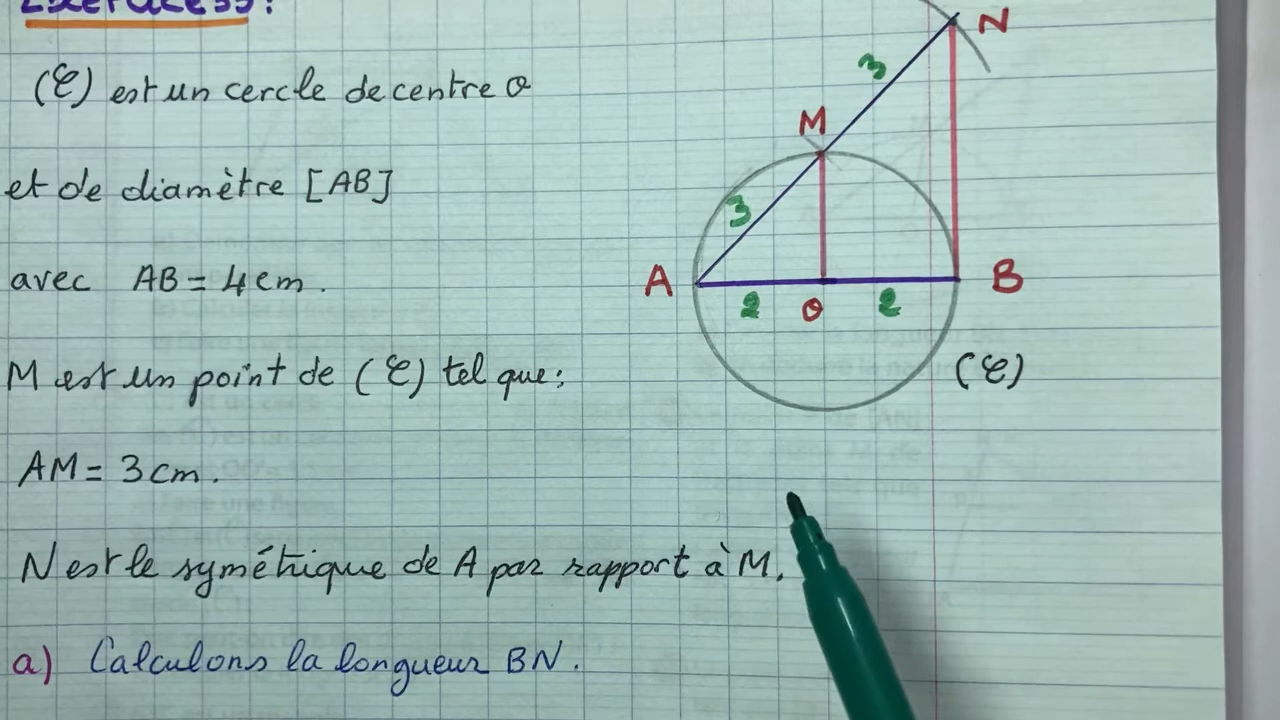 (C) est un cercle de centre O
et de diamètre [AB]
avec AB = 4 cm.
M est un point de (C) tel que:
AM = 3 cm.
N est le symétrique de A par rapport à M.
a) Calculons la longueur BN.
N
3
M
3
A
2
O
2
B
(C)